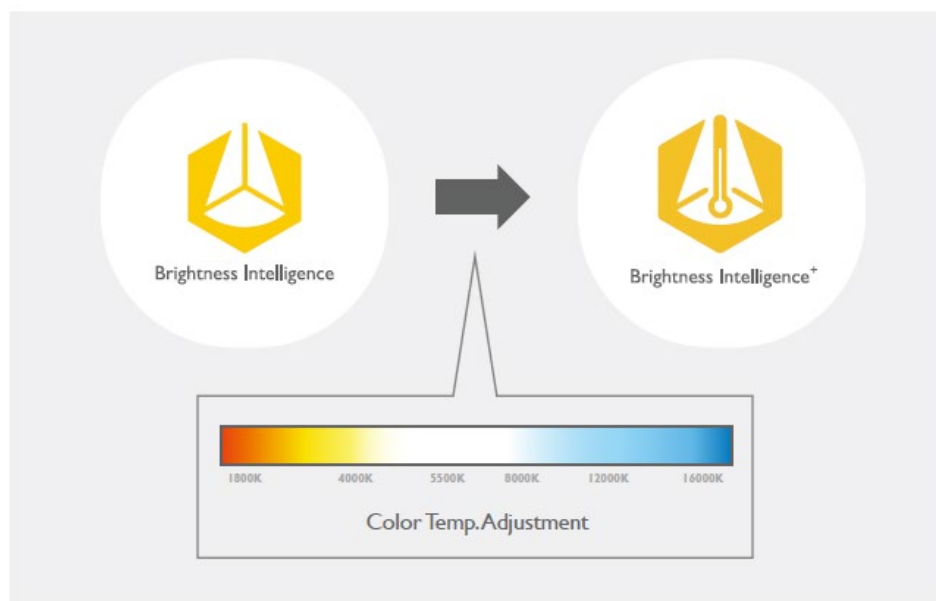 Brightness Intelligence
Brightness Intelligence+
1800K 4000K 5500K 8000K 12000K 16000K
Color Temp.Adjustment